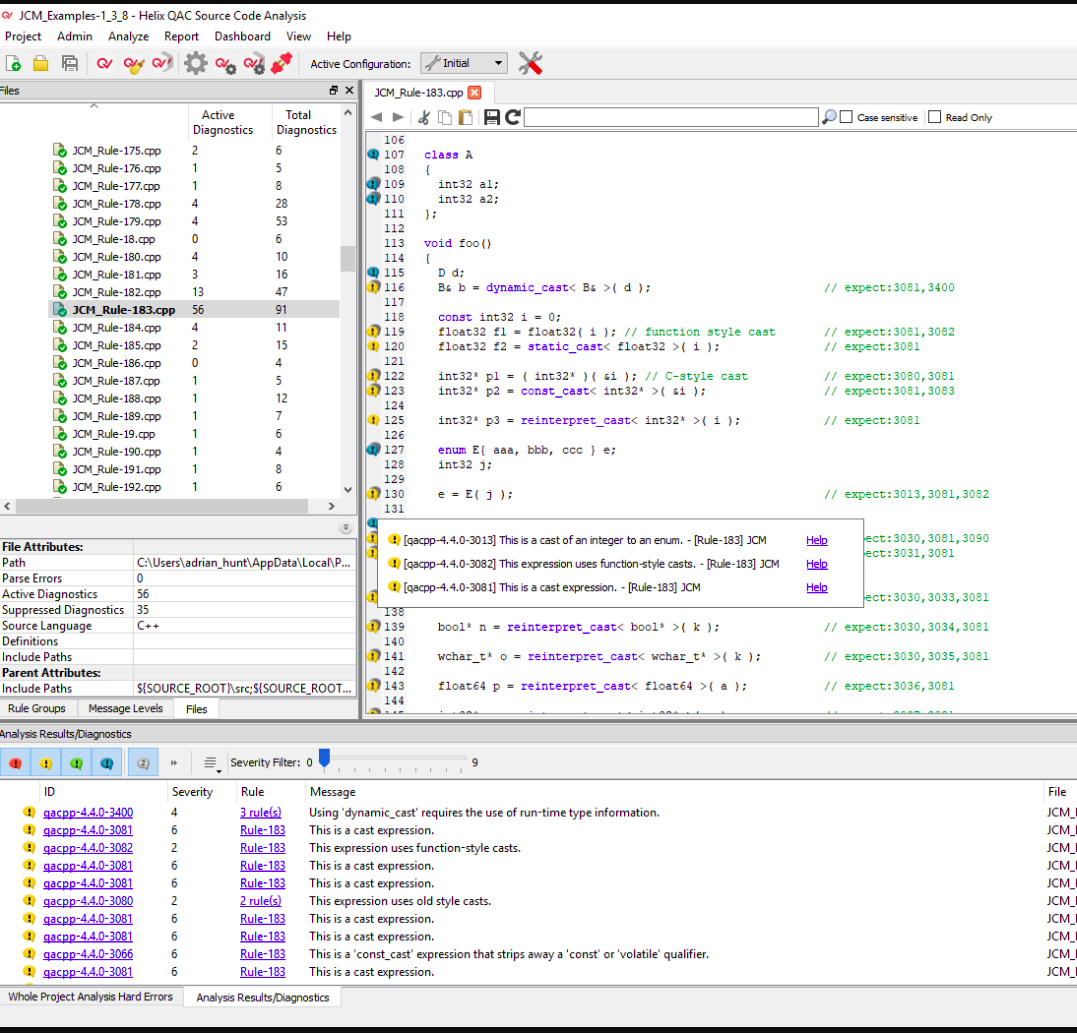 JCM_Examples-1_3_8 - Helix QAC Source Code Analysis
Project Admin Analyze Report Dashboard View Help
Active Configuration: Initial
Files
Active Diagnostics Total Diagnostics
JCM_Rule-175.cpp 2 6
JCM_Rule-176.cpp 1 5
JCM_Rule-177.cpp 1 8
JCM_Rule-178.cpp 4 28
JCM_Rule-179.cpp 4 53
JCM_Rule-18.cpp 0 6
JCM_Rule-180.cpp 4 10
JCM_Rule-181.cpp 3 16
JCM_Rule-182.cpp 13 47
JCM_Rule-183.cpp 56 91
JCM_Rule-184.cpp 4 11
JCM_Rule-185.cpp 2 15
JCM_Rule-186.cpp 0 4
JCM_Rule-187.cpp 1 5
JCM_Rule-188.cpp 1 12
JCM_Rule-189.cpp 1 7
JCM_Rule-19.cpp 1 6
JCM_Rule-190.cpp 1 4
JCM_Rule-191.cpp 1 8
JCM_Rule-192.cpp 1 6
File Attributes:
Path C:\Users\adrian_hunt\AppData\Local\P...
Parse Errors 0
Active Diagnostics 56
Suppressed Diagnostics 35
Source Language C++
Definitions
Include Paths
Parent Attributes:
Include Paths ${SOURCE_ROOT}\src;${SOURCE_ROOT...
Rule Groups Message Levels Files
JCM_Rule-183.cpp
Case sensitive Read Only
106
107 class A
108 {
109 int32 a1;
110 int32 a2;
111 };
112
113 void foo()
114 {
115 D d;
116 B& b = dynamic_cast< B& >( d ); // expect:3081,3400
117
118 const int32 i = 0;
119 float32 f1 = float32( i ); // function style cast // expect:3081,3082
120 float32 f2 = static_cast< float32 >( i ); // expect:3081
121
122 int32* p1 = ( int32* )( &i ); // C-style cast // expect:3080,3081
123 int32* p2 = const_cast< int32* >( &i ); // expect:3081,3083
124
125 int32* p3 = reinterpret_cast< int32* >( i ); // expect:3081
126
127 enum E{ aaa, bbb, ccc } e;
128 int32 j;
129
130 e = E( j ); // expect:3013,3081,3082
131
[qacpp-4.4.0-3013] This is a cast of an integer to an enum. - [Rule-183] JCM Help
ect:3030,3081,3090
[qacpp-4.4.0-3082] This expression uses function-style casts. - [Rule-183] JCM Help
ect:3031,3081
[qacpp-4.4.0-3081] This is a cast expression. - [Rule-183] JCM Help
ect:3030,3033,3081
138
139 bool* n = reinterpret_cast< bool* >( k ); // expect:3030,3034,3081
140
141 wchar_t* o = reinterpret_cast< wchar_t* >( k ); // expect:3030,3035,3081
142
143 float64 p = reinterpret_cast< float64 >( a ); // expect:3036,3081
144
Analysis Results/Diagnostics
Severity Filter: 0 9
ID Severity Rule Message File
qacpp-4.4.0-3400 4 3 rule(s) Using 'dynamic_cast' requires the use of run-time type information. JCM_
qacpp-4.4.0-3081 6 Rule-183 This is a cast expression. JCM_
qacpp-4.4.0-3082 2 Rule-183 This expression uses function-style casts. JCM_
qacpp-4.4.0-3081 6 Rule-183 This is a cast expression. JCM_
qacpp-4.4.0-3081 6 Rule-183 This is a cast expression. JCM_
qacpp-4.4.0-3080 2 2 rule(s) This expression uses old style casts. JCM_
qacpp-4.4.0-3081 6 Rule-183 This is a cast expression. JCM_
qacpp-4.4.0-3081 6 Rule-183 This is a cast expression. JCM_
qacpp-4.4.0-3066 6 Rule-183 This is a 'const_cast' expression that strips away a 'const' or 'volatile' qualifier. JCM_
qacpp-4.4.0-3081 6 Rule-183 This is a cast expression. JCM_
Whole Project Analysis Hard Errors Analysis Results/Diagnostics